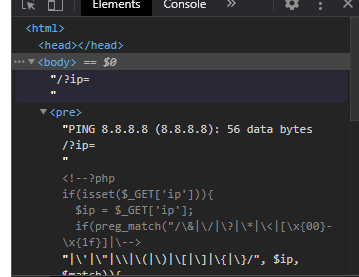 Elements Console »
<html>
<head></head>
<body> == $0
"/?ip=
"
<pre>
"PING 8.8.8.8 (8.8.8.8): 56 data bytes
/?ip=
"
<!--?php
if(isset($_GET['ip'])){
$ip = $_GET['ip'];
if(preg_match("/\&|\/|\?|\*|\<|[\x{00}-
\x{1f}]|\-->
"|\'|\"|\\|\(|\)|\[|\]|\{|\}/", $ip,
$match)){